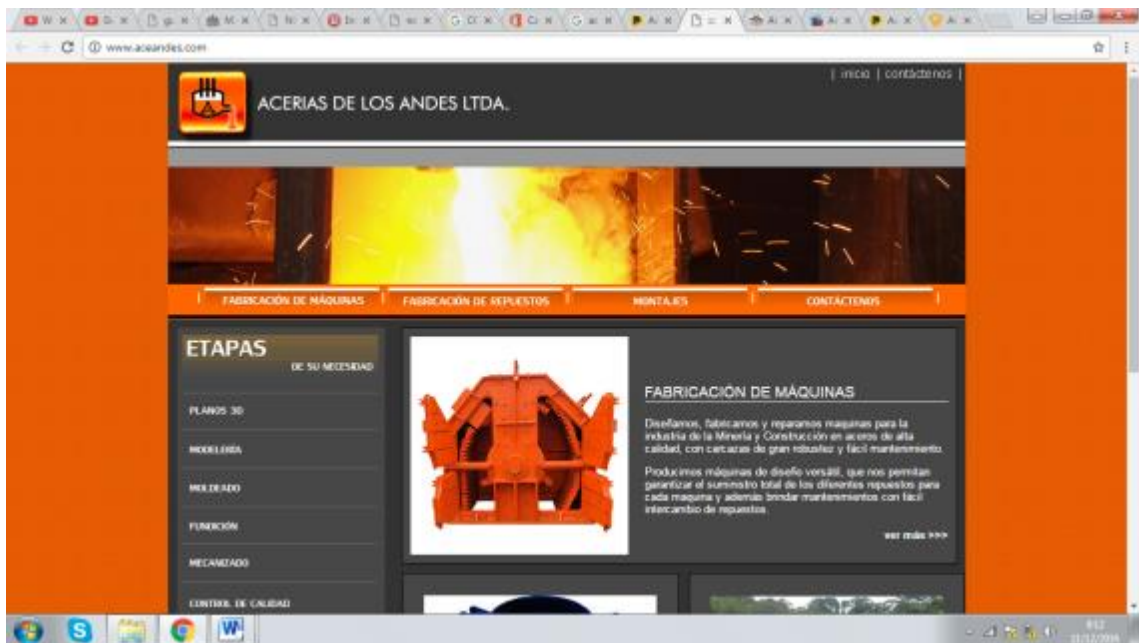 www.aceandes.com
| inicio | contáctenos |
ACERIAS DE LOS ANDES LTDA.
FABRICACIÓN DE MÁQUINAS
FABRICACIÓN DE REPUESTOS
MONTAJES
CONTÁCTENOS
ETAPAS
DE SU NECESIDAD
PLANOS 3D
MODELERÍA
MOLDEADO
FUNDICIÓN
MECANIZADO
CONTROL DE CALIDAD
FABRICACIÓN DE MÁQUINAS
Diseñamos, fabricamos y reparamos maquinas para la
industria de la Minería y Construcción en aceros de alta
calidad, con carcazas de gran robustez y fácil mantenimiento.
Producimos máquinas de diseño versátil, que nos permitan
garantizar el suministro total de los diferentes repuestos para
cada maquina y además brindar mantenimientos con fácil
intercambio de repuestos.
ver más >>>